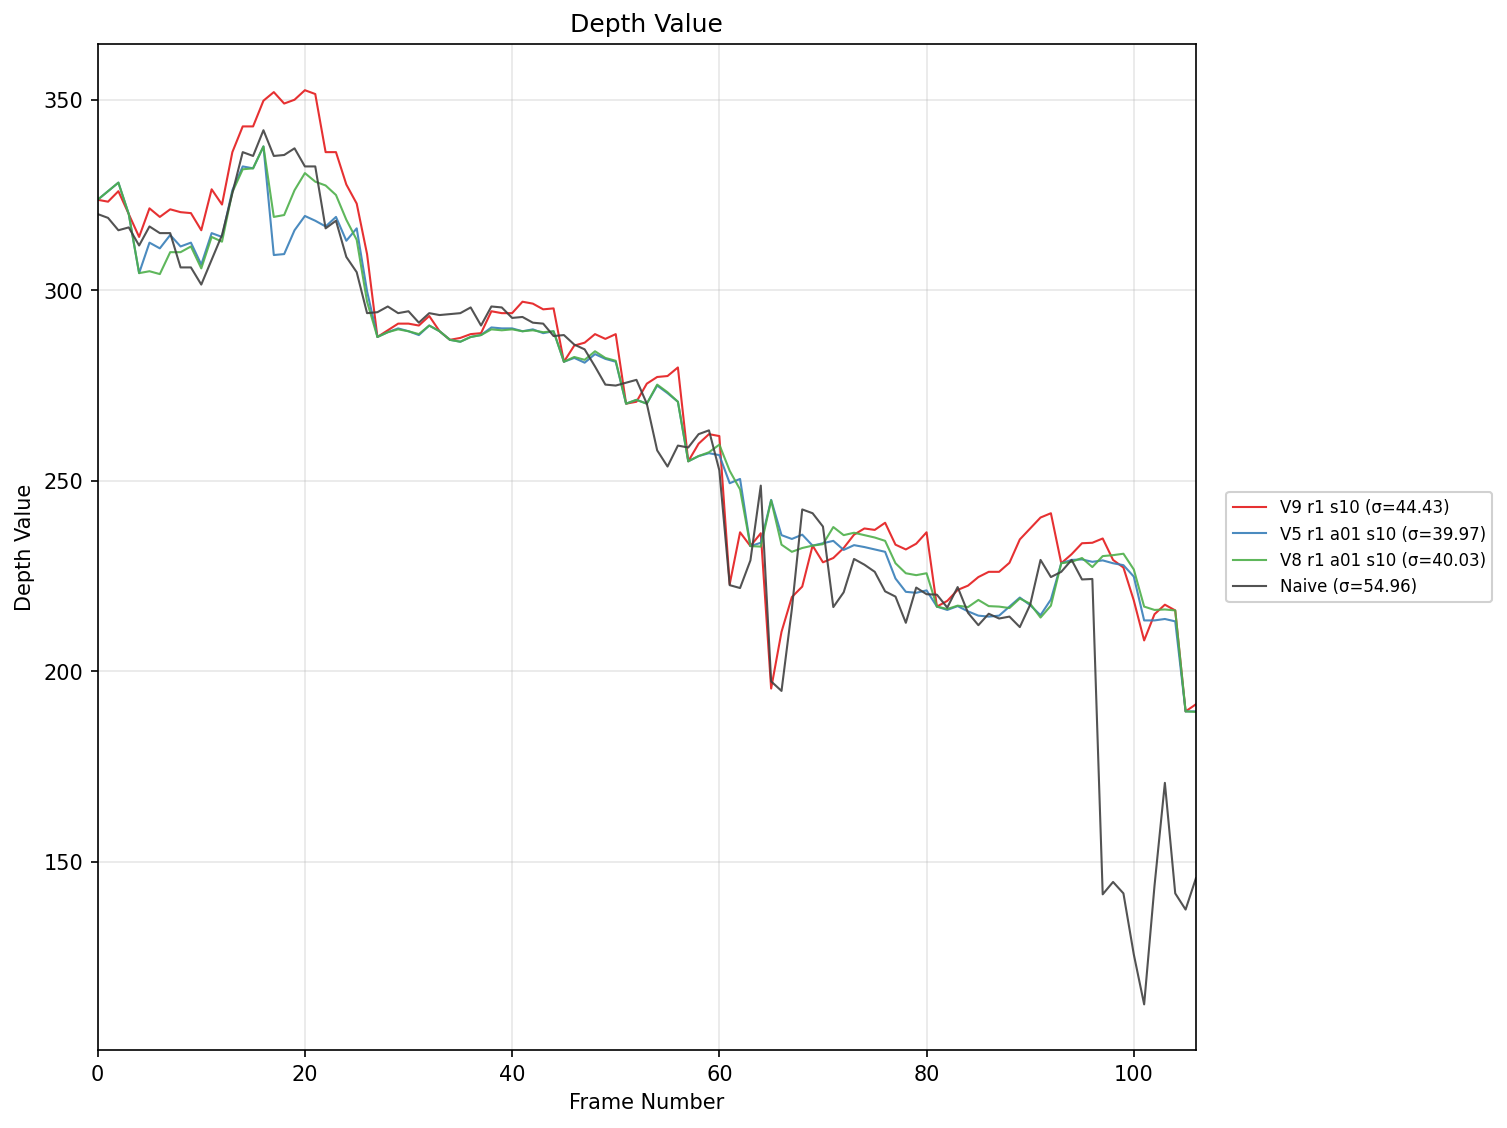 Depth Value
Depth Value
350
300
250
200
150
0
20
40
60
80
100
Frame Number
V9 r1 s10 (σ=44.43)
V5 r1 a01 s10 (σ=39.97)
V8 r1 a01 s10 (σ=40.03)
Naive (σ=54.96)